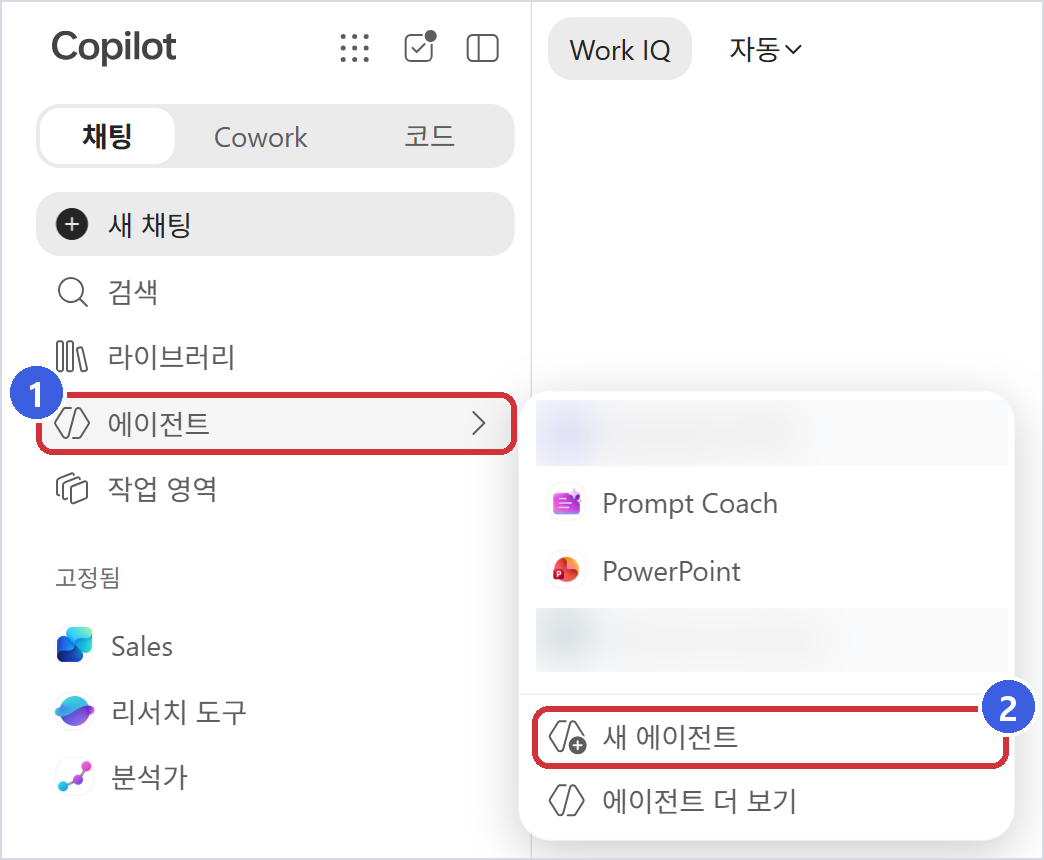 Copilot
Work IQ
자동
채팅
Cowork
코드
새 채팅
검색
라이브러리
1
에이전트
작업 영역
고정됨
Sales
리서치 도구
분석가
Prompt Coach
PowerPoint
2
새 에이전트
에이전트 더 보기